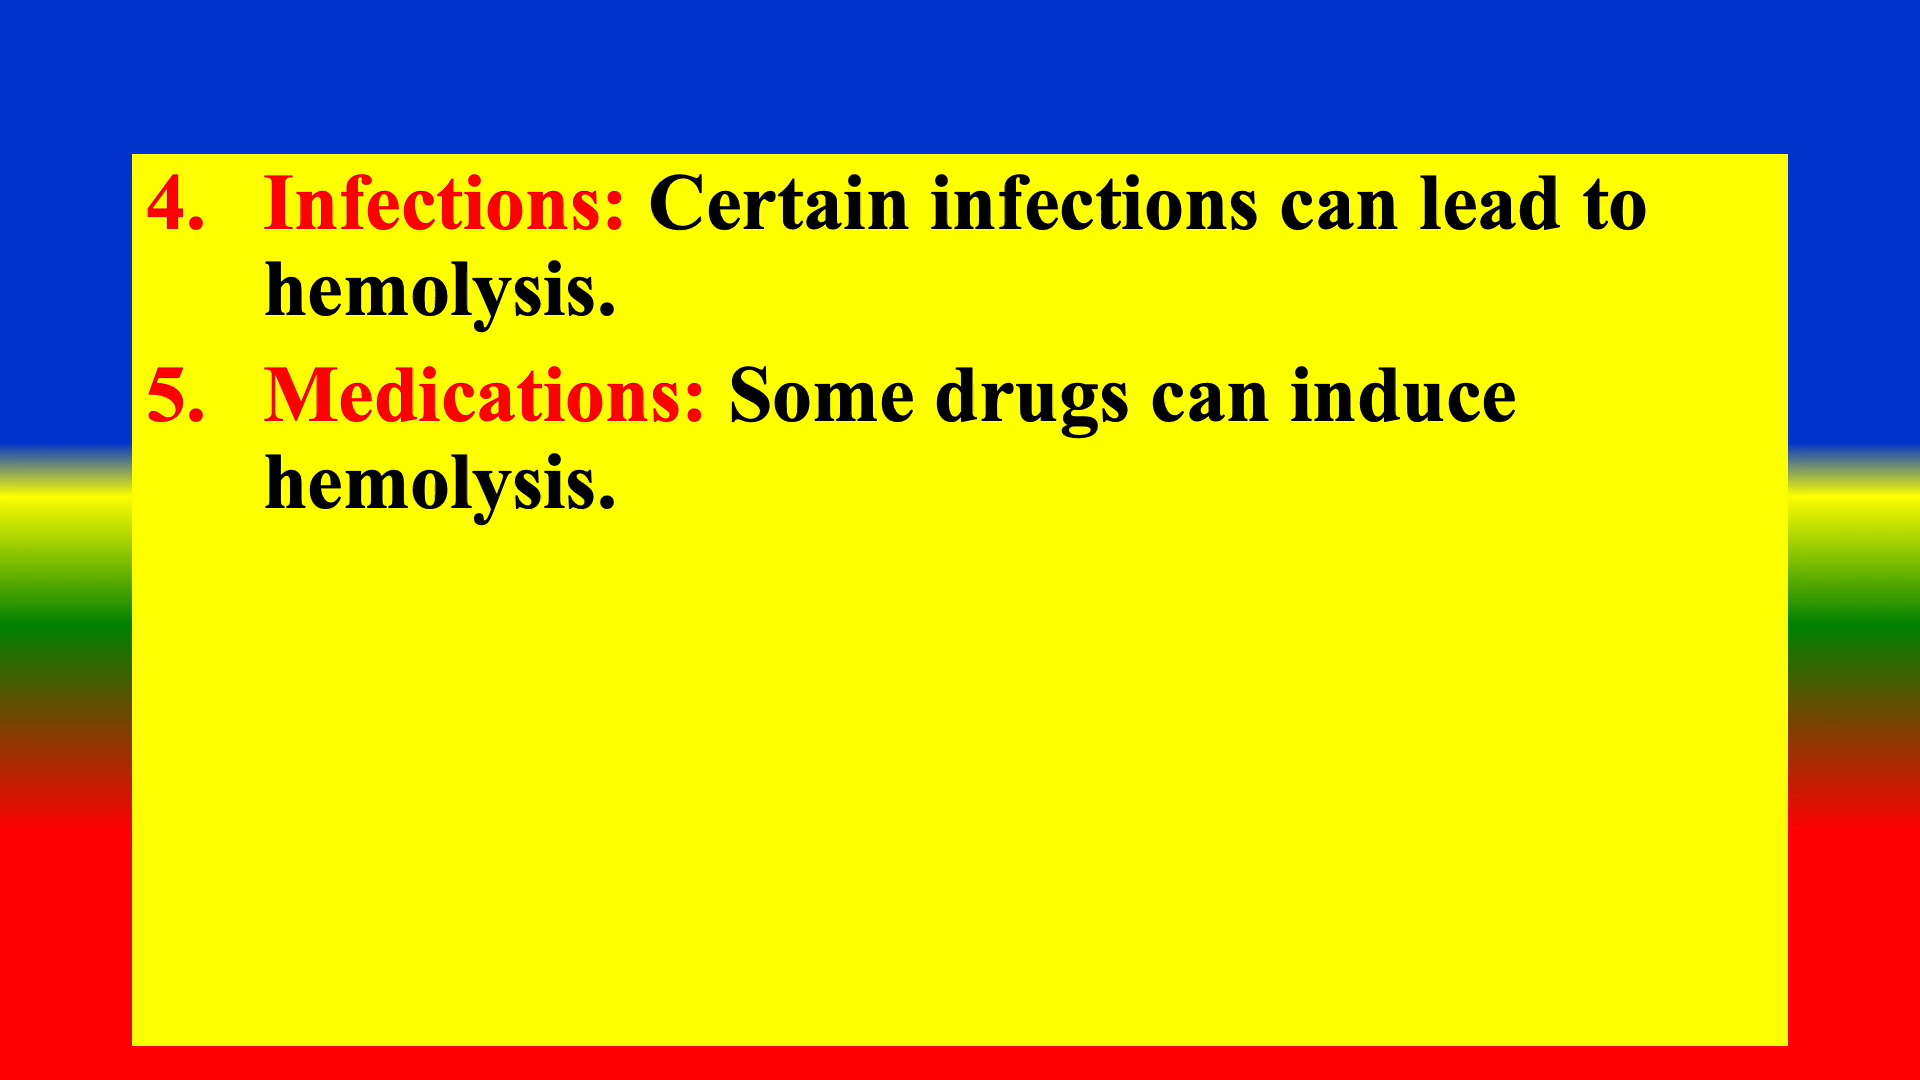 4. Infections: Certain infections can lead to
hemolysis.
5. Medications: Some drugs can induce
hemolysis.